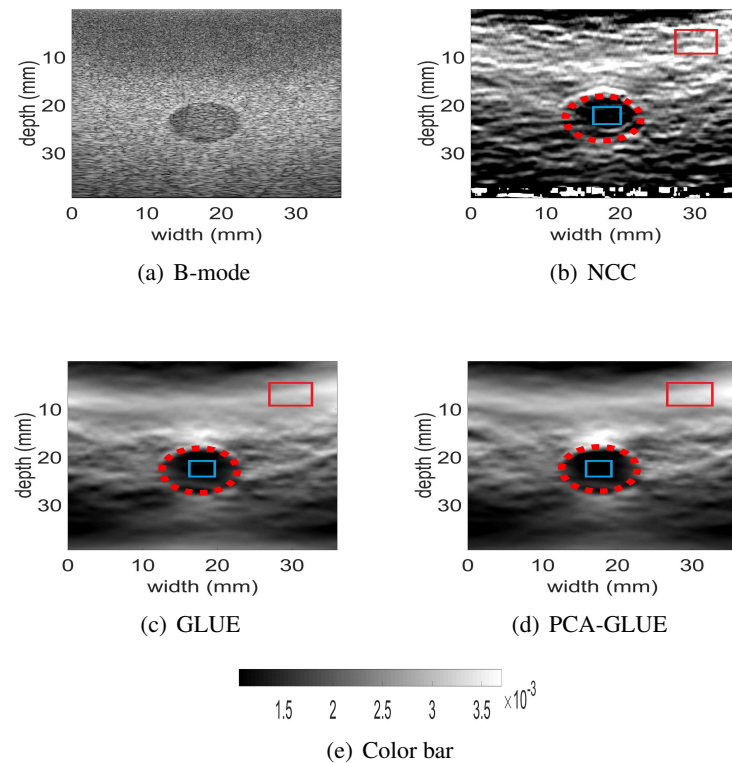 depth (mm)
10
20
30
0 10 20 30
width (mm)
(a) B-mode
depth (mm)
10
20
30
0 10 20 30
width (mm)
(b) NCC
depth (mm)
10
20
30
0 10 20 30
width (mm)
(c) GLUE
depth (mm)
10
20
30
0 10 20 30
width (mm)
(d) PCA-GLUE
1.5 2 2.5 3 3.5 ×10⁻³
(e) Color bar